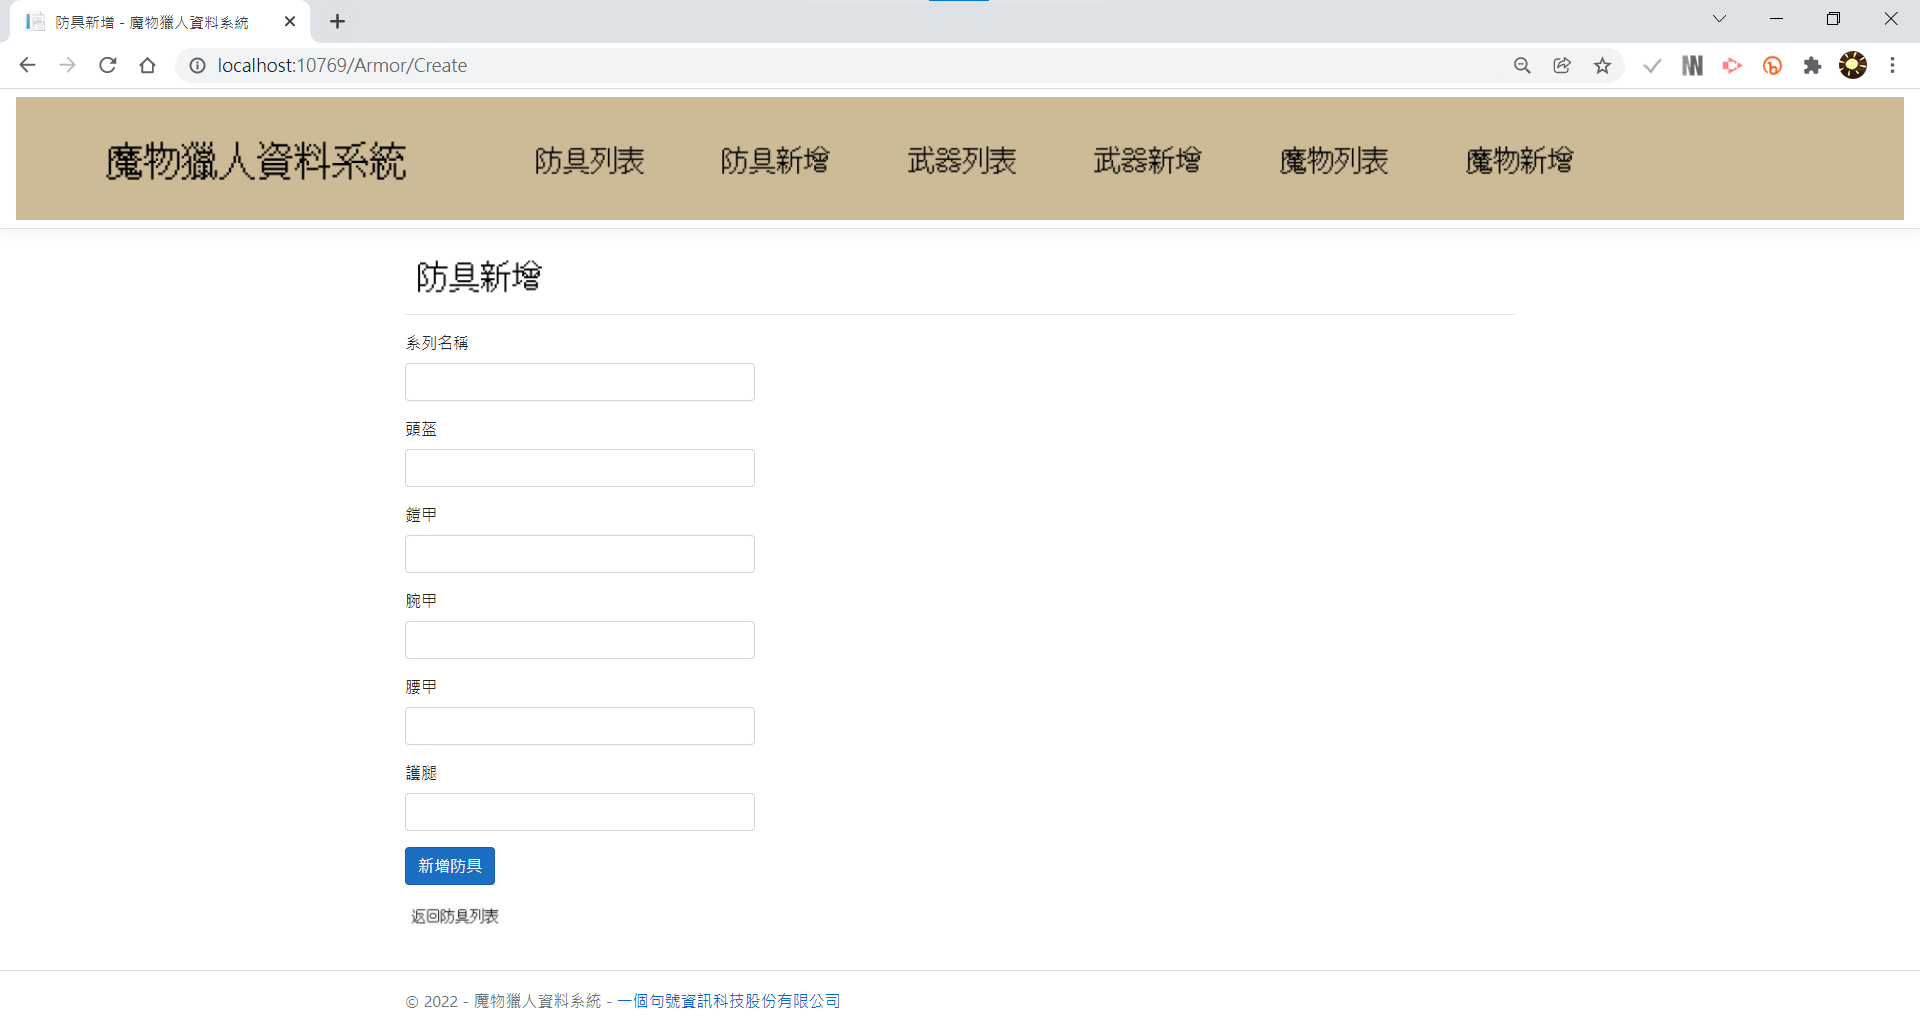 防具新增 - 魔物獵人資料系統
localhost:10769/Armor/Create
魔物獵人資料系統 防具列表 防具新增 武器列表 武器新增 魔物列表 魔物新增
防具新增
系列名稱
頭盔
鎧甲
腕甲
腰甲
護腿
新增防具
返回防具列表
© 2022 - 魔物獵人資料系統 - 一個句號資訊科技股份有限公司